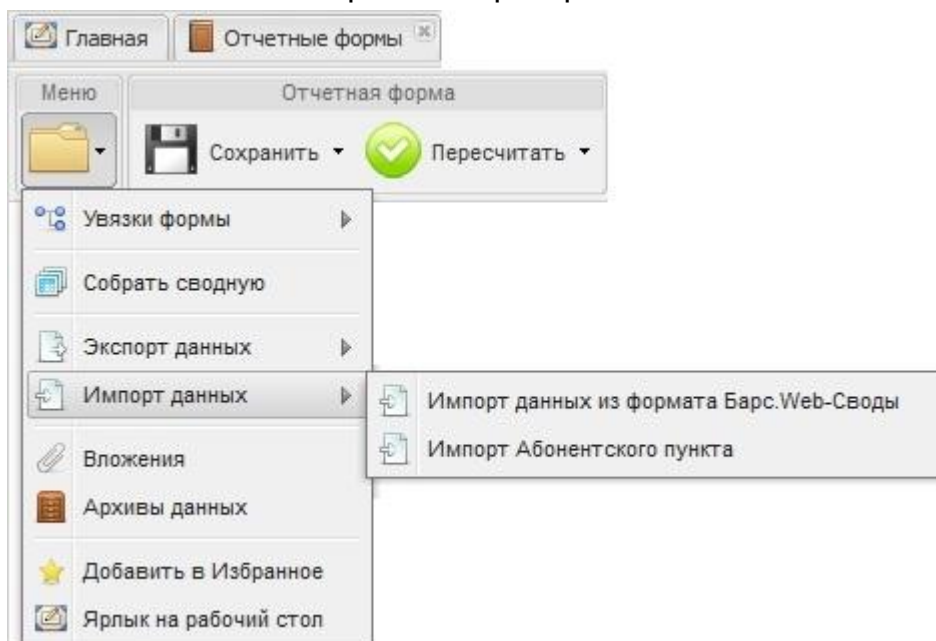 Главная
Отчетные формы
Меню
Отчетная форма
Сохранить
Пересчитать
Увязки формы
Собрать сводную
Экспорт данных
Импорт данных
Импорт данных из формата Барс.Web-Своды
Импорт Абонентского пункта
Вложения
Архивы данных
Добавить в Избранное
Ярлык на рабочий стол